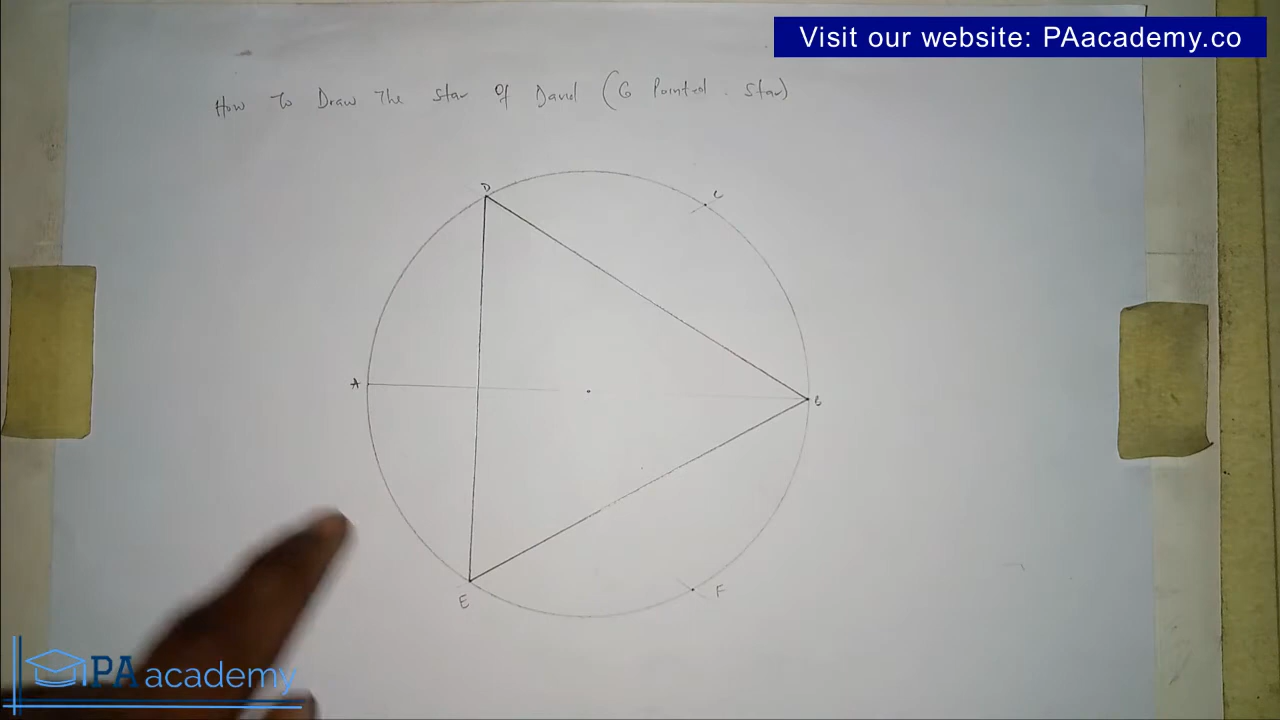 Visit our website: PAacademy.co
How To Draw The Star Of David (6 Pointed Star)
D
C
A
B
E
F
PA academy